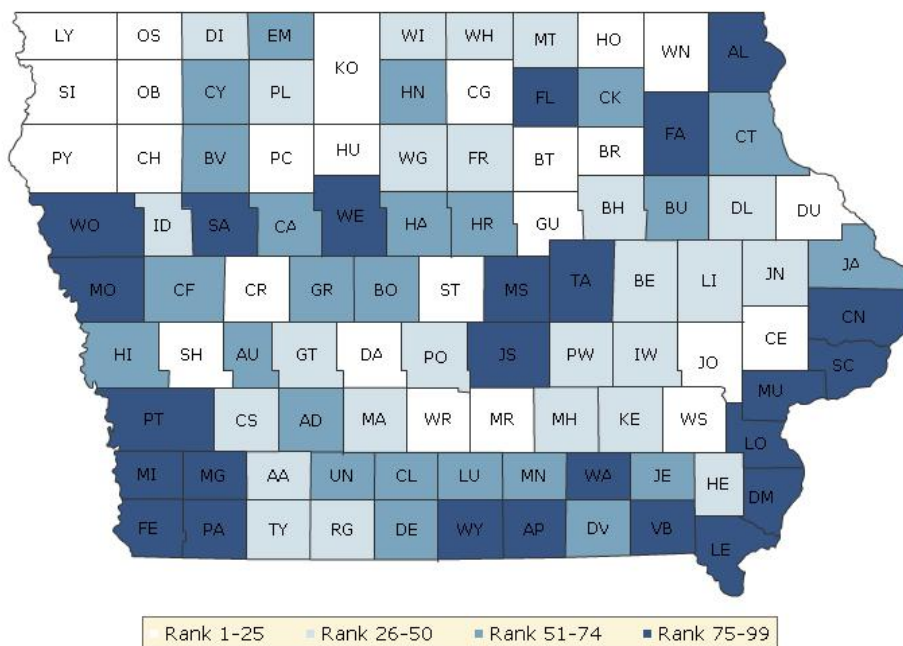 LY OS DI EM KO WI WH MT HO WN AL
SI OB CY PL HN CG FL CK FA CT
PY CH BV PC HU WG FR BT BR
WO ID SA CA WE HA HR GU BH BU DL DU
MO CF CR GR BO ST MS TA BE LI JN JA
HI SH AU GT DA PO JS PW IW JO CE CN
SC
PT CS AD MA WR MR MH KE WS MU
LO
MI MG AA UN CL LU MN WA JE HE DM
FE PA TY RG DE WY AP DV VB LE
Rank 1-25 Rank 26-50 Rank 51-74 Rank 75-99